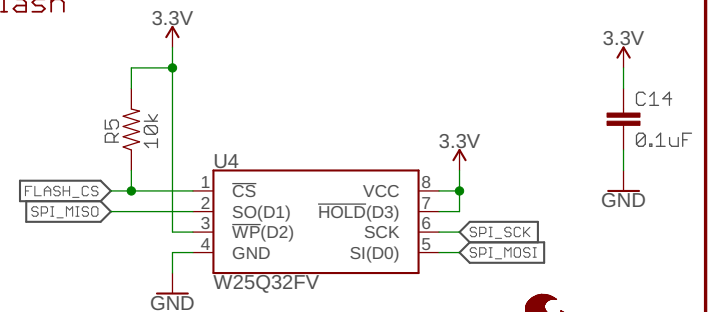 lash
3.3V
3.3V
C14
R5
10k
0.1uF
3.3V
U4
GND
FLASH_CS
1
CS
VCC
8
SPI_MISO
2
SO(D1)
HOLD(D3)
7
3
WP(D2)
SCK
6
SPI_SCK
4
GND
SI(D0)
5
SPI_MOSI
W25Q32FV
GND